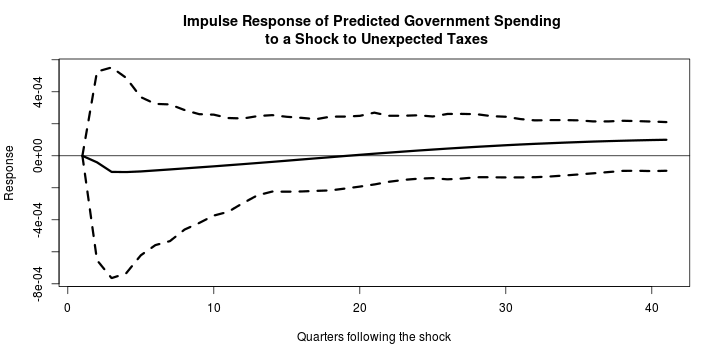 Impulse Response of Predicted Government Spending
to a Shock to Unexpected Taxes
Response
4e-04
0e+00
-4e-04
-8e-04
0 10 20 30 40
Quarters following the shock